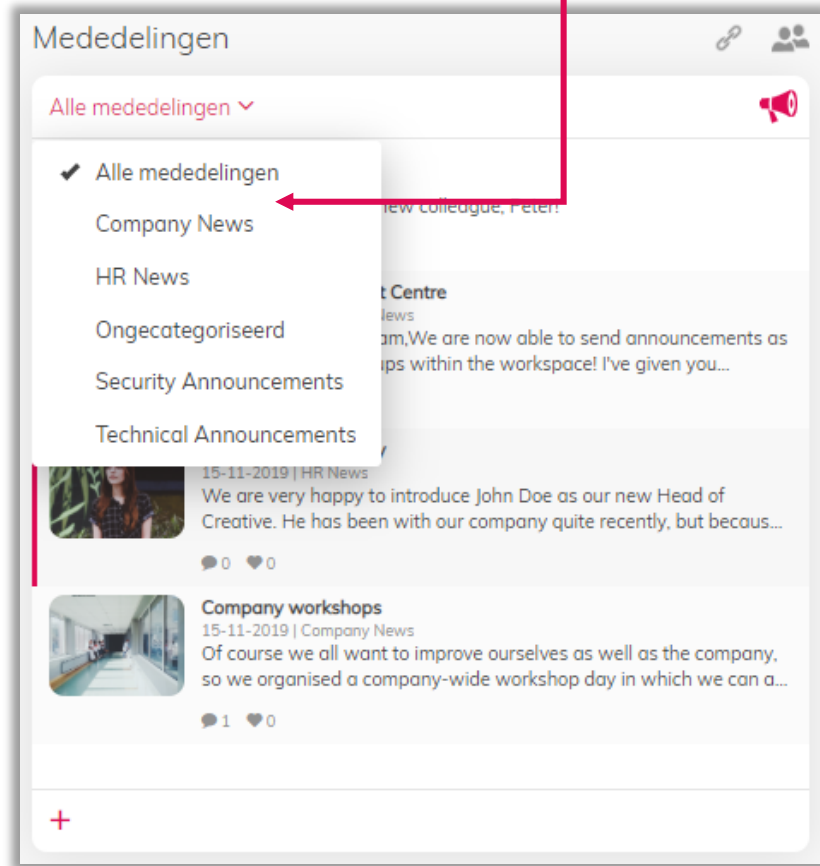 Mededelingen
Alle mededelingen
Alle mededelingen
Company News
HR News
Ongecategoriseerd
Security Announcements
Technical Announcements
colleague, Peter!
Centre
News
We are now able to send announcements as
within the workspace! I've given you...
15-11-2019 | HR News
We are very happy to introduce John Doe as our new Head of
Creative. He has been with our company quite recently, but becaus...
0 0
Company workshops
15-11-2019 | Company News
Of course we all want to improve ourselves as well as the company,
so we organised a company-wide workshop day in which we can a...
1 0
+